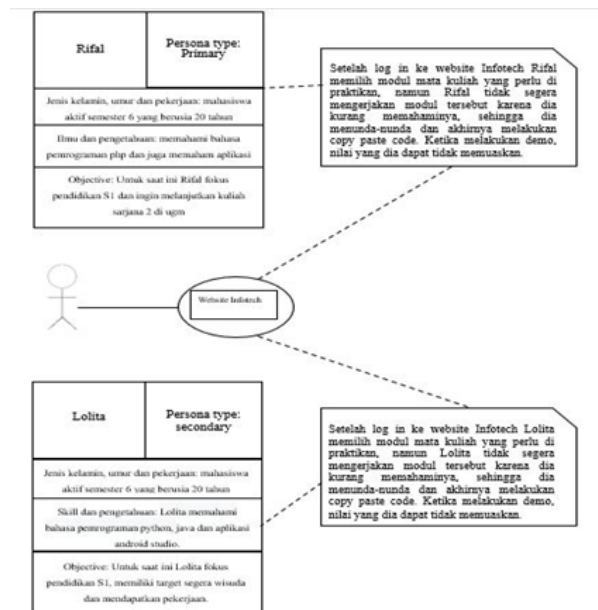 Rifal
Persona type:
Primary
Jenis kelamin, umur dan pekerjaan: mahasiswa
aktif semester 6 yang berusia 20 tahun
Ilmu dan pengetahuan: memahami bahasa
pemrograman php dan juga memaham aplikasi
Objective: Untuk saat ini Rifal fokus
pendidikan S1 dan ingin melanjutkan kuliah
sarjana 2 di ugm
Setelah log in ke website Infotech Rifal
memilih modul mata kuliah yang perlu di
praktikan, namun Rifal tidak segera
mengerjakan modul tersebut karena dia
kurang memahaminya, sehingga dia
menunda-nunda dan akhirnya melakukan
copy paste code. Ketika melakukan demo,
nilai yang dia dapat tidak memuaskan.
Website Infotech
Lolita
Persona type:
secondary
Jenis kelamin, umur dan pekerjaan: mahasiswa
aktif semester 6 yang berusia 20 tahun
Skill dan pengetahuan: Lolita memahami
bahasa pemrograman python, java dan aplikasi
android studio.
Objective: Untuk saat ini Lolita fokus
pendidikan S1, memiliki target segera wisuda
dan mendapatkan pekerjaan.
Setelah log in ke website Infotech Lolita
memilih modul mata kuliah yang perlu di
praktikan, namun Lolita tidak segera
mengerjakan modul tersebut karena dia
kurang memahaminya, sehingga dia
menunda-nunda dan akhirnya melakukan
copy paste code. Ketika melakukan demo,
nilai yang dia dapat tidak memuaskan.